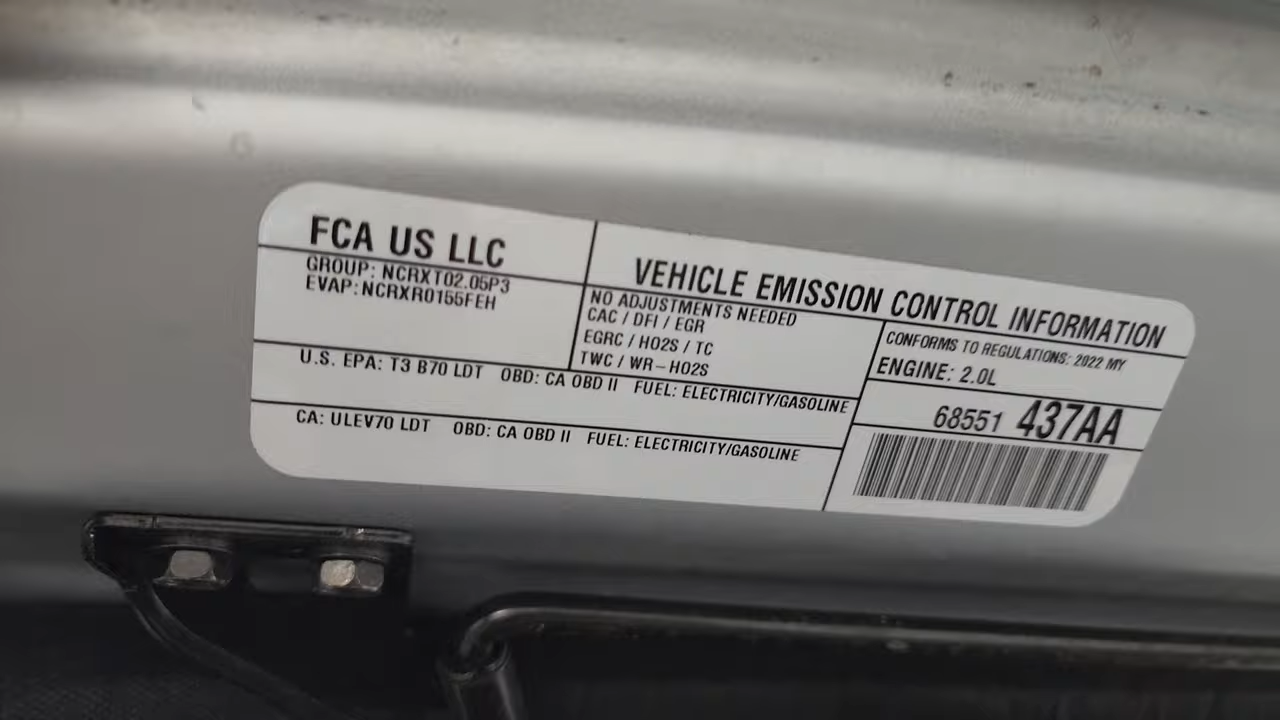 FCA US LLC
GROUP: NCRXT02.05P3
EVAP: NCRXR0155FEH
VEHICLE EMISSION CONTROL INFORMATION
NO ADJUSTMENTS NEEDED
CAC / DFI / EGR
EGRC / HO2S / TC
TWC / WR-HO2S
CONFORMS TO REGULATIONS: 2022 MY
ENGINE: 2.0L
U.S. EPA: T3 B70 LDT OBD: CA OBD II FUEL: ELECTRICITY/GASOLINE
CA: ULEV70 LDT OBD: CA OBD II FUEL: ELECTRICITY/GASOLINE
68551 437AA